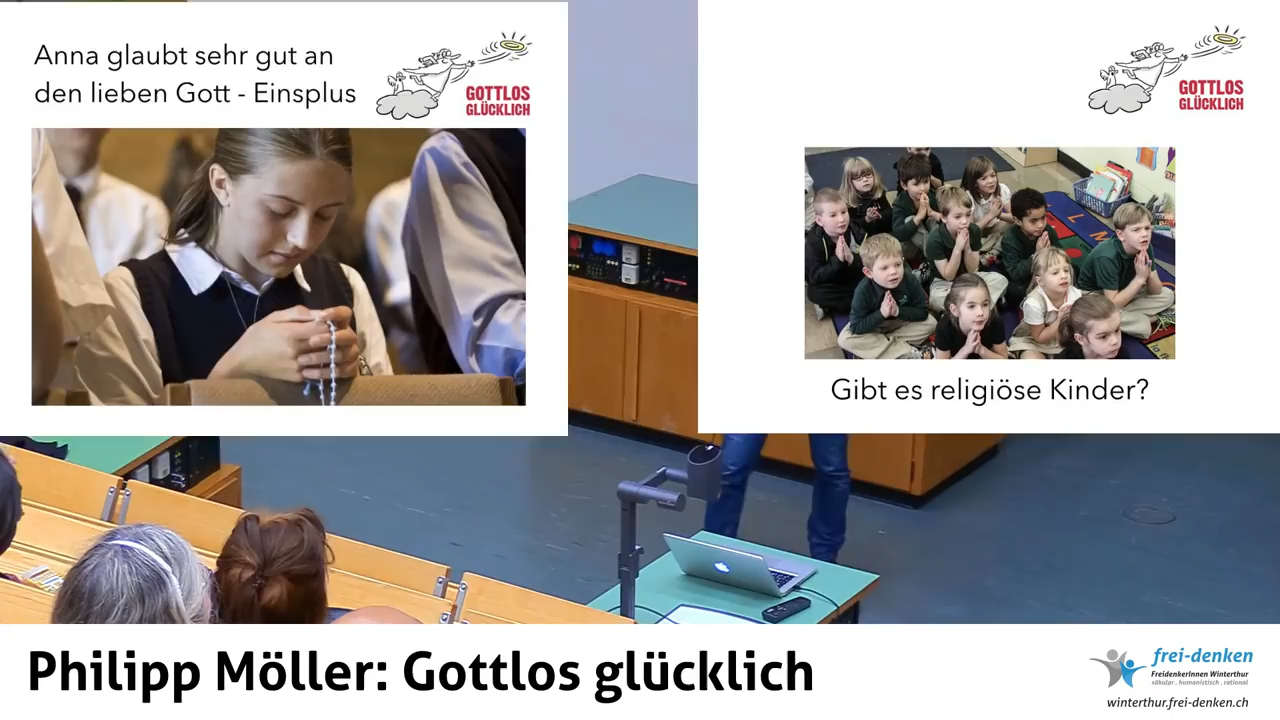 Anna glaubt sehr gut an
den lieben Gott - Einsplus
GOTTLOS
GLÜCKLICH
GOTTLOS
GLÜCKLICH
Gibt es religiöse Kinder?
Philipp Möller: Gottlos glücklich
frei-denken
FreidenkerInnen Winterthur
säkular . humanistisch . rational
winterthur.frei-denken.ch